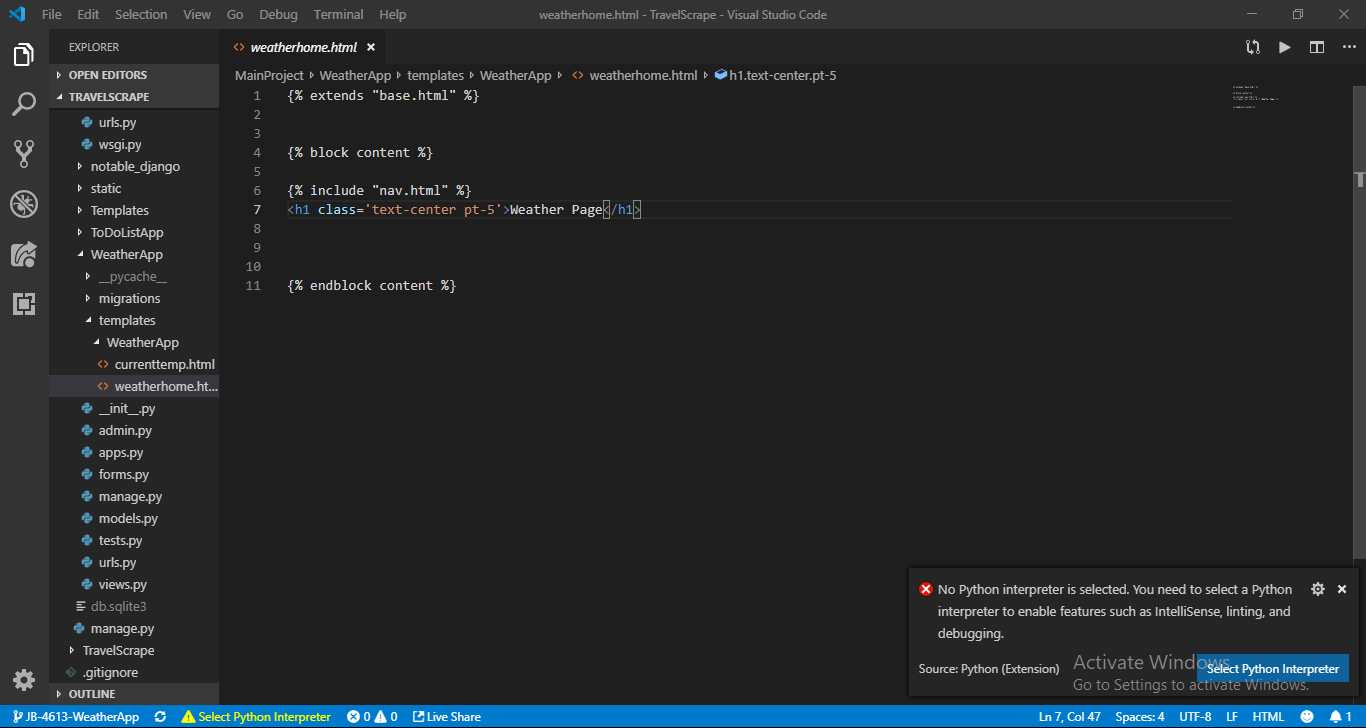 File Edit Selection View Go Debug Terminal Help weatherhome.html - TravelScrape - Visual Studio Code
EXPLORER
OPEN EDITORS
TRAVELSCRAPE
urls.py
wsgi.py
notable_django
static
Templates
ToDoListApp
WeatherApp
__pycache__
migrations
templates
WeatherApp
currenttemp.html
weatherhome.ht...
__init__.py
admin.py
apps.py
forms.py
manage.py
models.py
tests.py
urls.py
views.py
db.sqlite3
manage.py
TravelScrape
.gitignore
OUTLINE
weatherhome.html
MainProject WeatherApp templates WeatherApp weatherhome.html h1.text-center.pt-5
1 {% extends "base.html" %}
2
3
4 {% block content %}
5
6 {% include "nav.html" %}
7 <h1 class='text-center pt-5'>Weather Page</h1>
8
9
10
11 {% endblock content %}
No Python interpreter is selected. You need to select a Python
interpreter to enable features such as IntelliSense, linting, and
debugging.
Source: Python (Extension) Select Python Interpreter
Activate Windows
Go to Settings to activate Windows.
JB-4613-WeatherApp Select Python Interpreter 0 0 Live Share Ln 7, Col 47 Spaces: 4 UTF-8 LF HTML 1